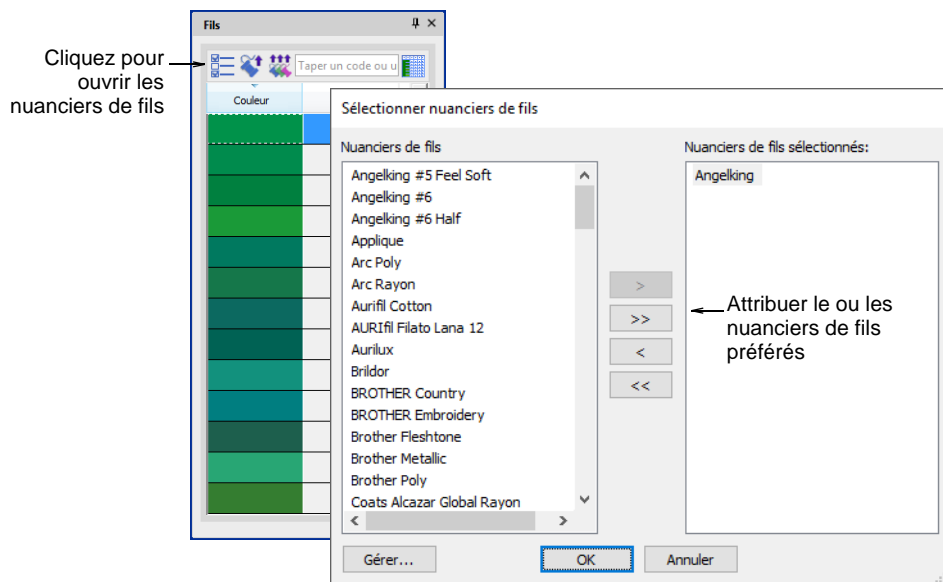 Fils
Cliquez pour
ouvrir les
nuanciers de fils
Taper un code ou u
Couleur
Sélectionner nuanciers de fils
Nuanciers de fils
Angelking #5 Feel Soft
Angelking #6
Angelking #6 Half
Applique
Arc Poly
Arc Rayon
Aurifil Cotton
AURIfil Filato Lana 12
Aurilux
Brildor
BROTHER Country
BROTHER Embroidery
Brother Fleshtone
Brother Metallic
Brother Poly
Coats Alcazar Global Rayon
>
>>
<
<<
Nuanciers de fils sélectionnés:
Angelking
Attribuer le ou les
nuanciers de fils
préférés
Gérer...
OK
Annuler